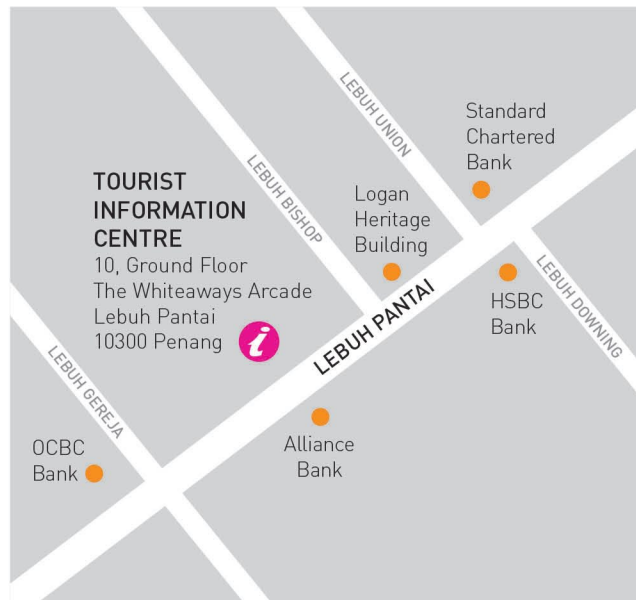 LEBUH UNION
Standard
Chartered
Bank
LEBUH BISHOP
TOURIST
INFORMATION
CENTRE
10, Ground Floor
The Whiteaways Arcade
Lebuh Pantai
10300 Penang
i
Logan
Heritage
Building
LEBUH PANTAI
HSBC
Bank
LEBUH DOWNING
LEBUH GEREJA
OCBC
Bank
Alliance
Bank